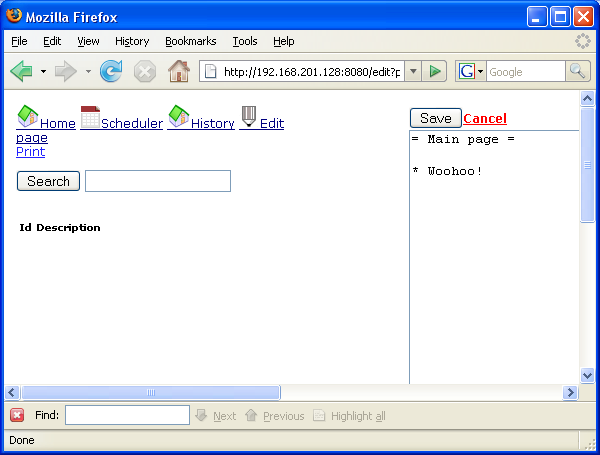 Mozilla Firefox
File Edit View History Bookmarks Tools Help
http://192.168.201.128:8080/edit?p
G Google
Home Scheduler History Edit
page
Print
Search
Id Description
Save Cancel
= Main page =
* Woohoo!
Find: Next Previous Highlight all
Done